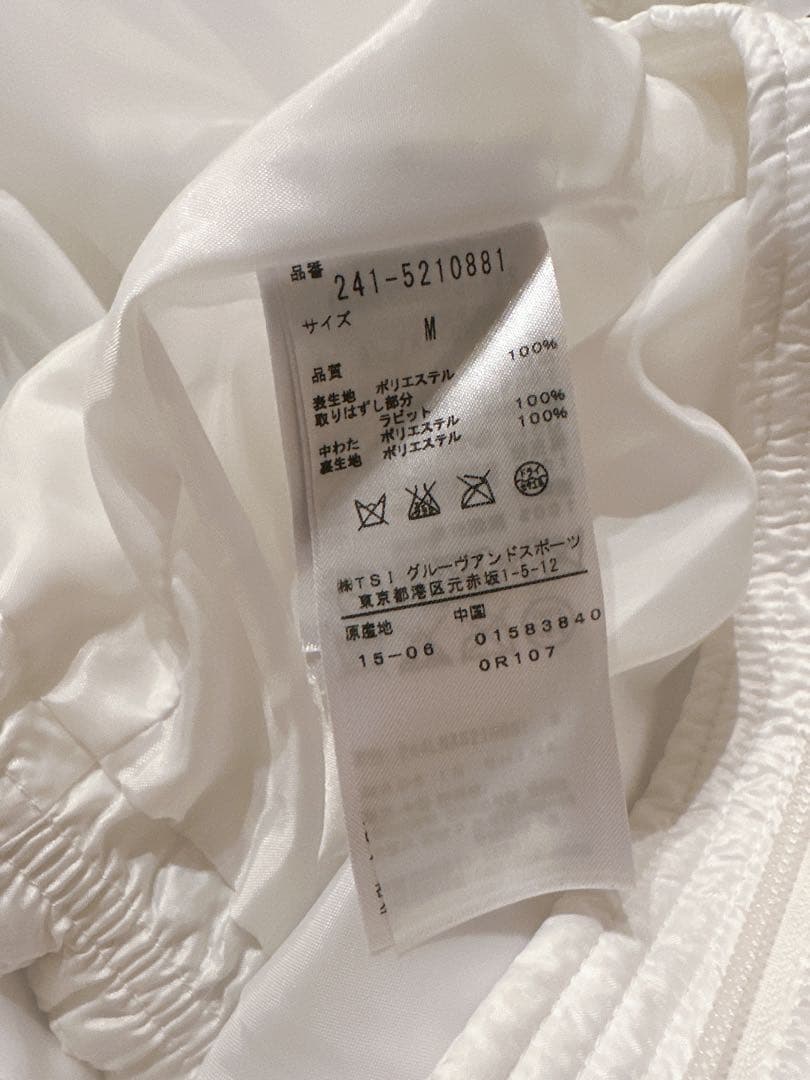 品番 241-5210881
サイズ M
品質
表生地 ポリエステル 100%
取りはずし部分
ラビット
中わた ポリエステル 100%
裏生地 ポリエステル 100%
ドライ
㈱TSI グルーヴアンドスポーツ
東京都港区元赤坂1-5-12
原産地 中国
15-06 01583840
0R107